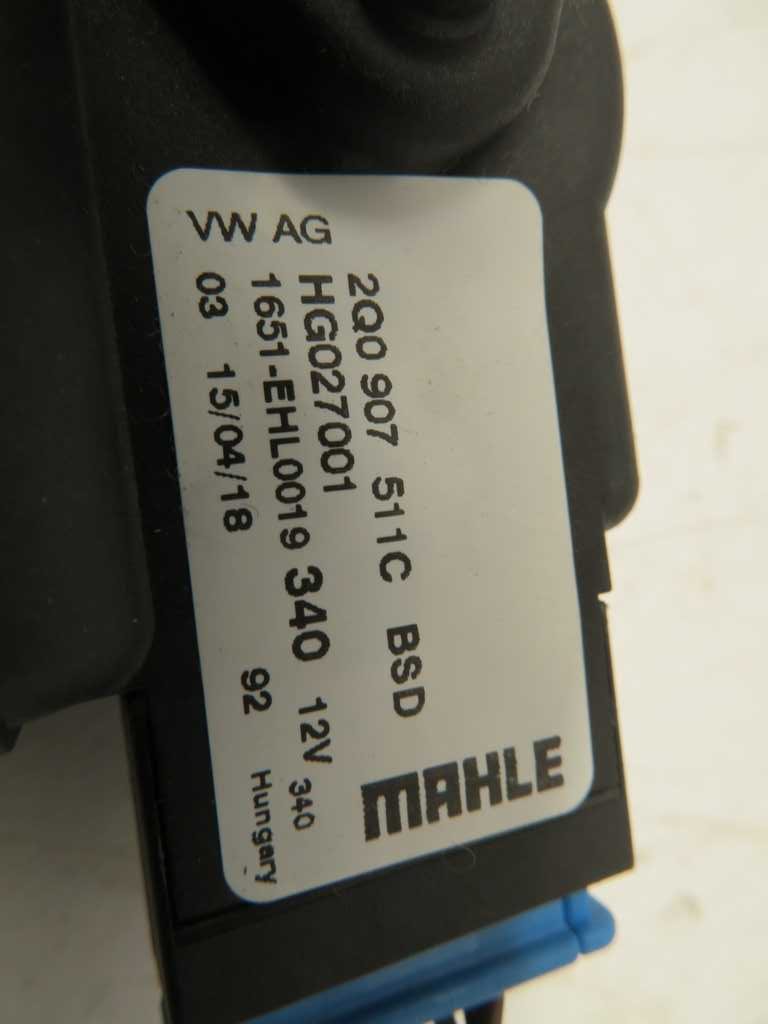 VW AG
MAHLE
2Q0 907 511C BSD
HG027001
1651-EHL0019 340 12V 340
03 15/04/18 92 Hungary